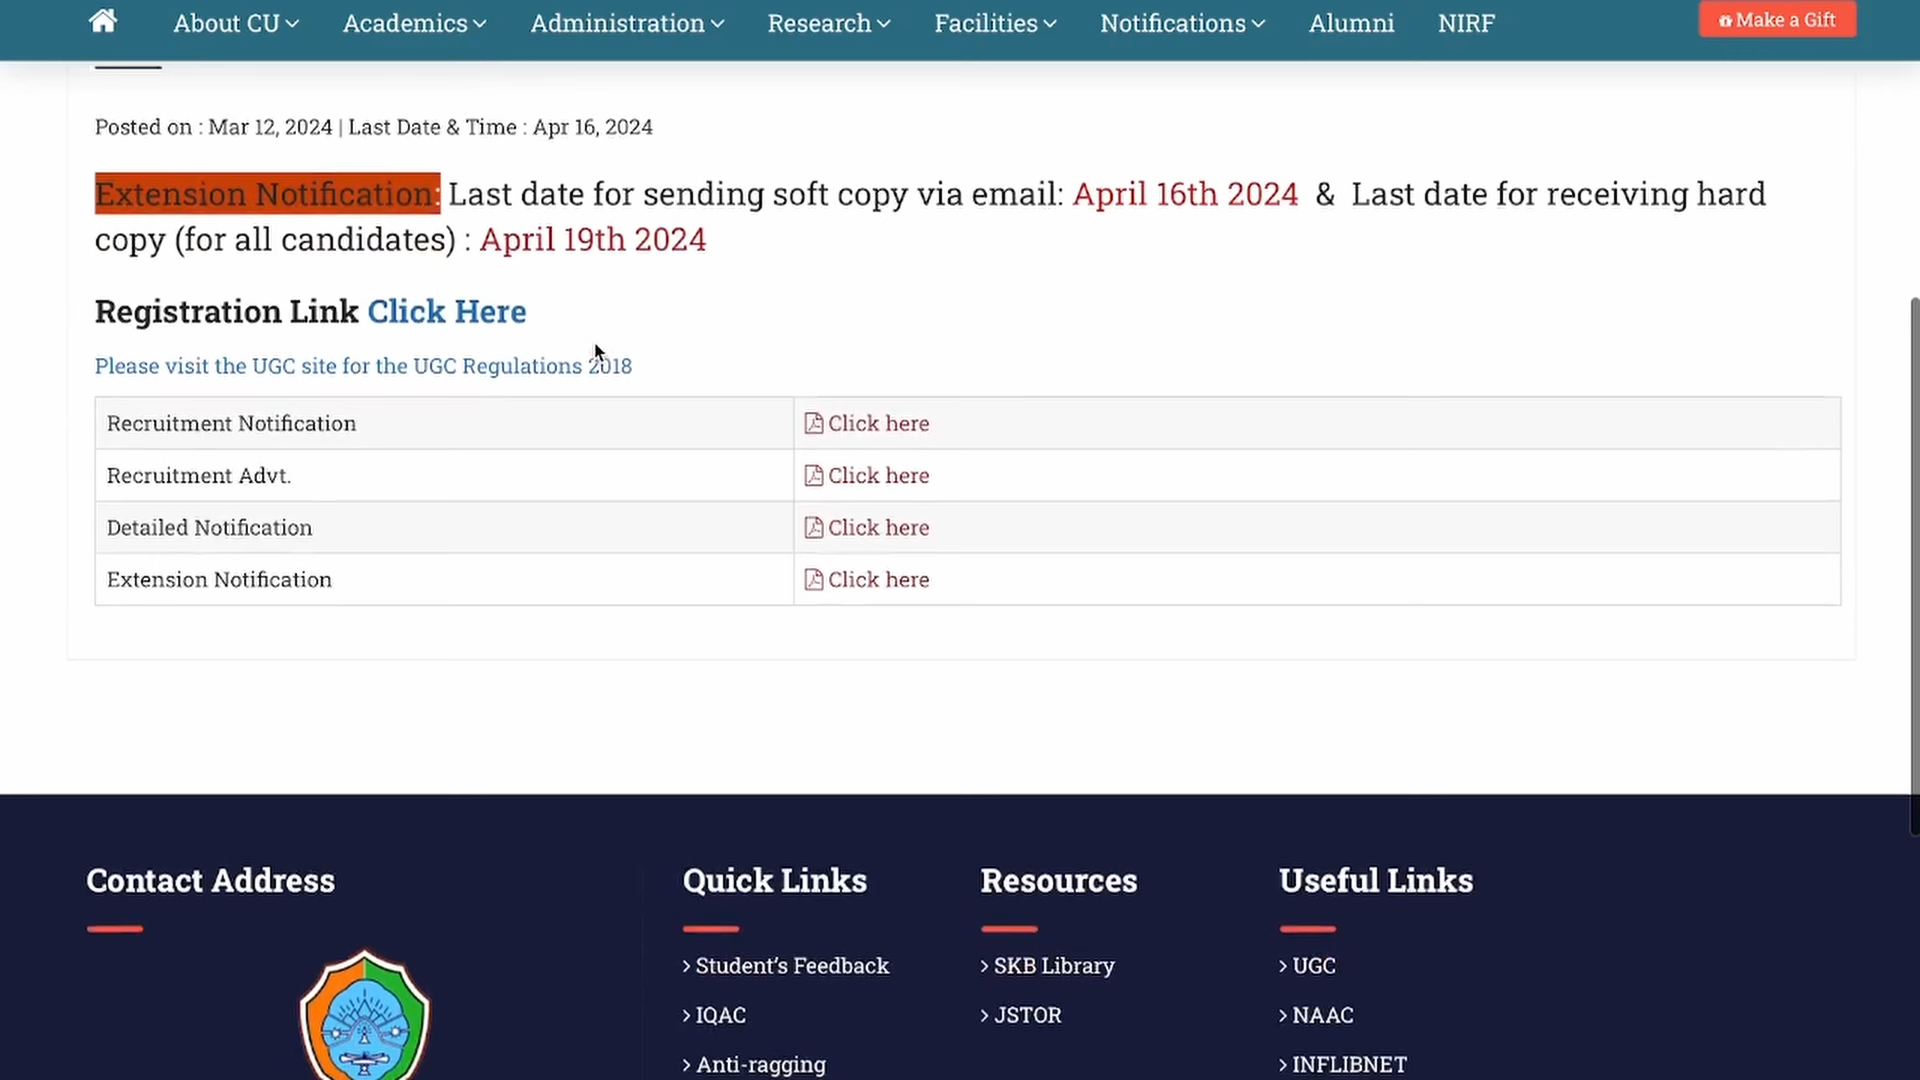 About CU Academics Administration Research Facilities Notifications Alumni NIRF Make a Gift
Posted on : Mar 12, 2024 | Last Date & Time : Apr 16, 2024
Extension Notification: Last date for sending soft copy via email: April 16th 2024 & Last date for receiving hard
copy (for all candidates) : April 19th 2024
Registration Link Click Here
Please visit the UGC site for the UGC Regulations 2018
Recruitment Notification Click here
Recruitment Advt. Click here
Detailed Notification Click here
Extension Notification Click here
Contact Address Quick Links Resources Useful Links
Student’s Feedback SKB Library UGC
IQAC JSTOR NAAC
Anti-ragging INFLIBNET